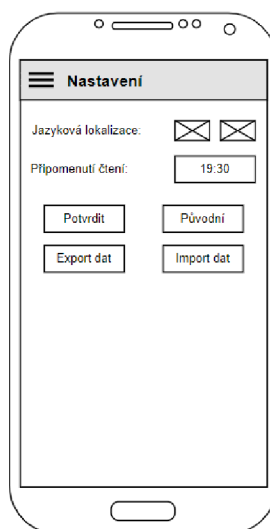 Nastavení
Jazyková lokalizace:
Připomenutí čtení: 19:30
Potvrdit Původní
Export dat Import dat